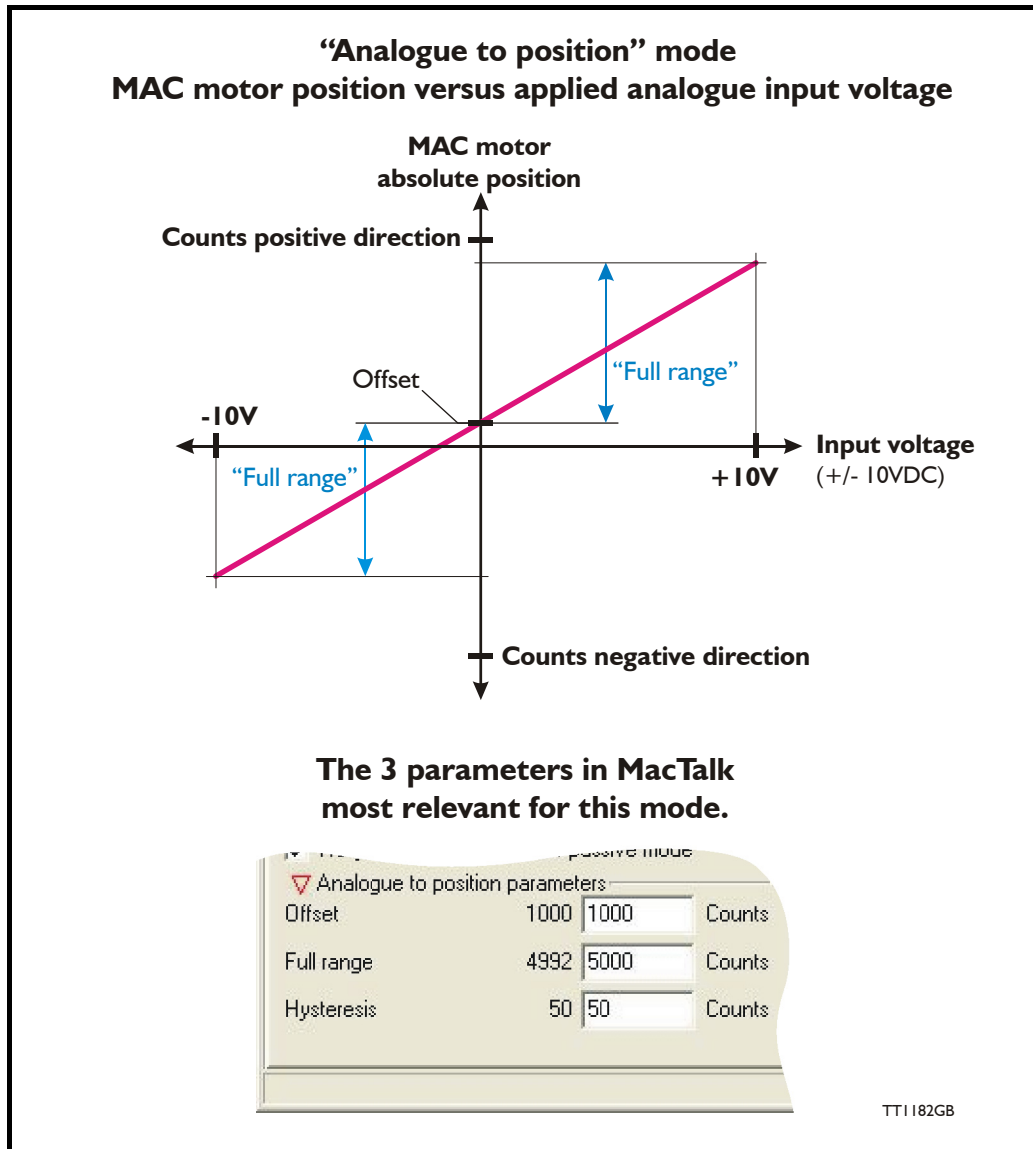 “Analogue to position” mode
MAC motor position versus applied analogue input voltage
MAC motor
absolute position
Counts positive direction
Offset
“Full range”
-10V
Input voltage
(+/- 10VDC)
“Full range”
+10V
Counts negative direction
The 3 parameters in MacTalk
most relevant for this mode.
passive mode
Analogue to position parameters
Offset 1000 1000 Counts
Full range 4992 5000 Counts
Hysteresis 50 50 Counts
TT1182GB